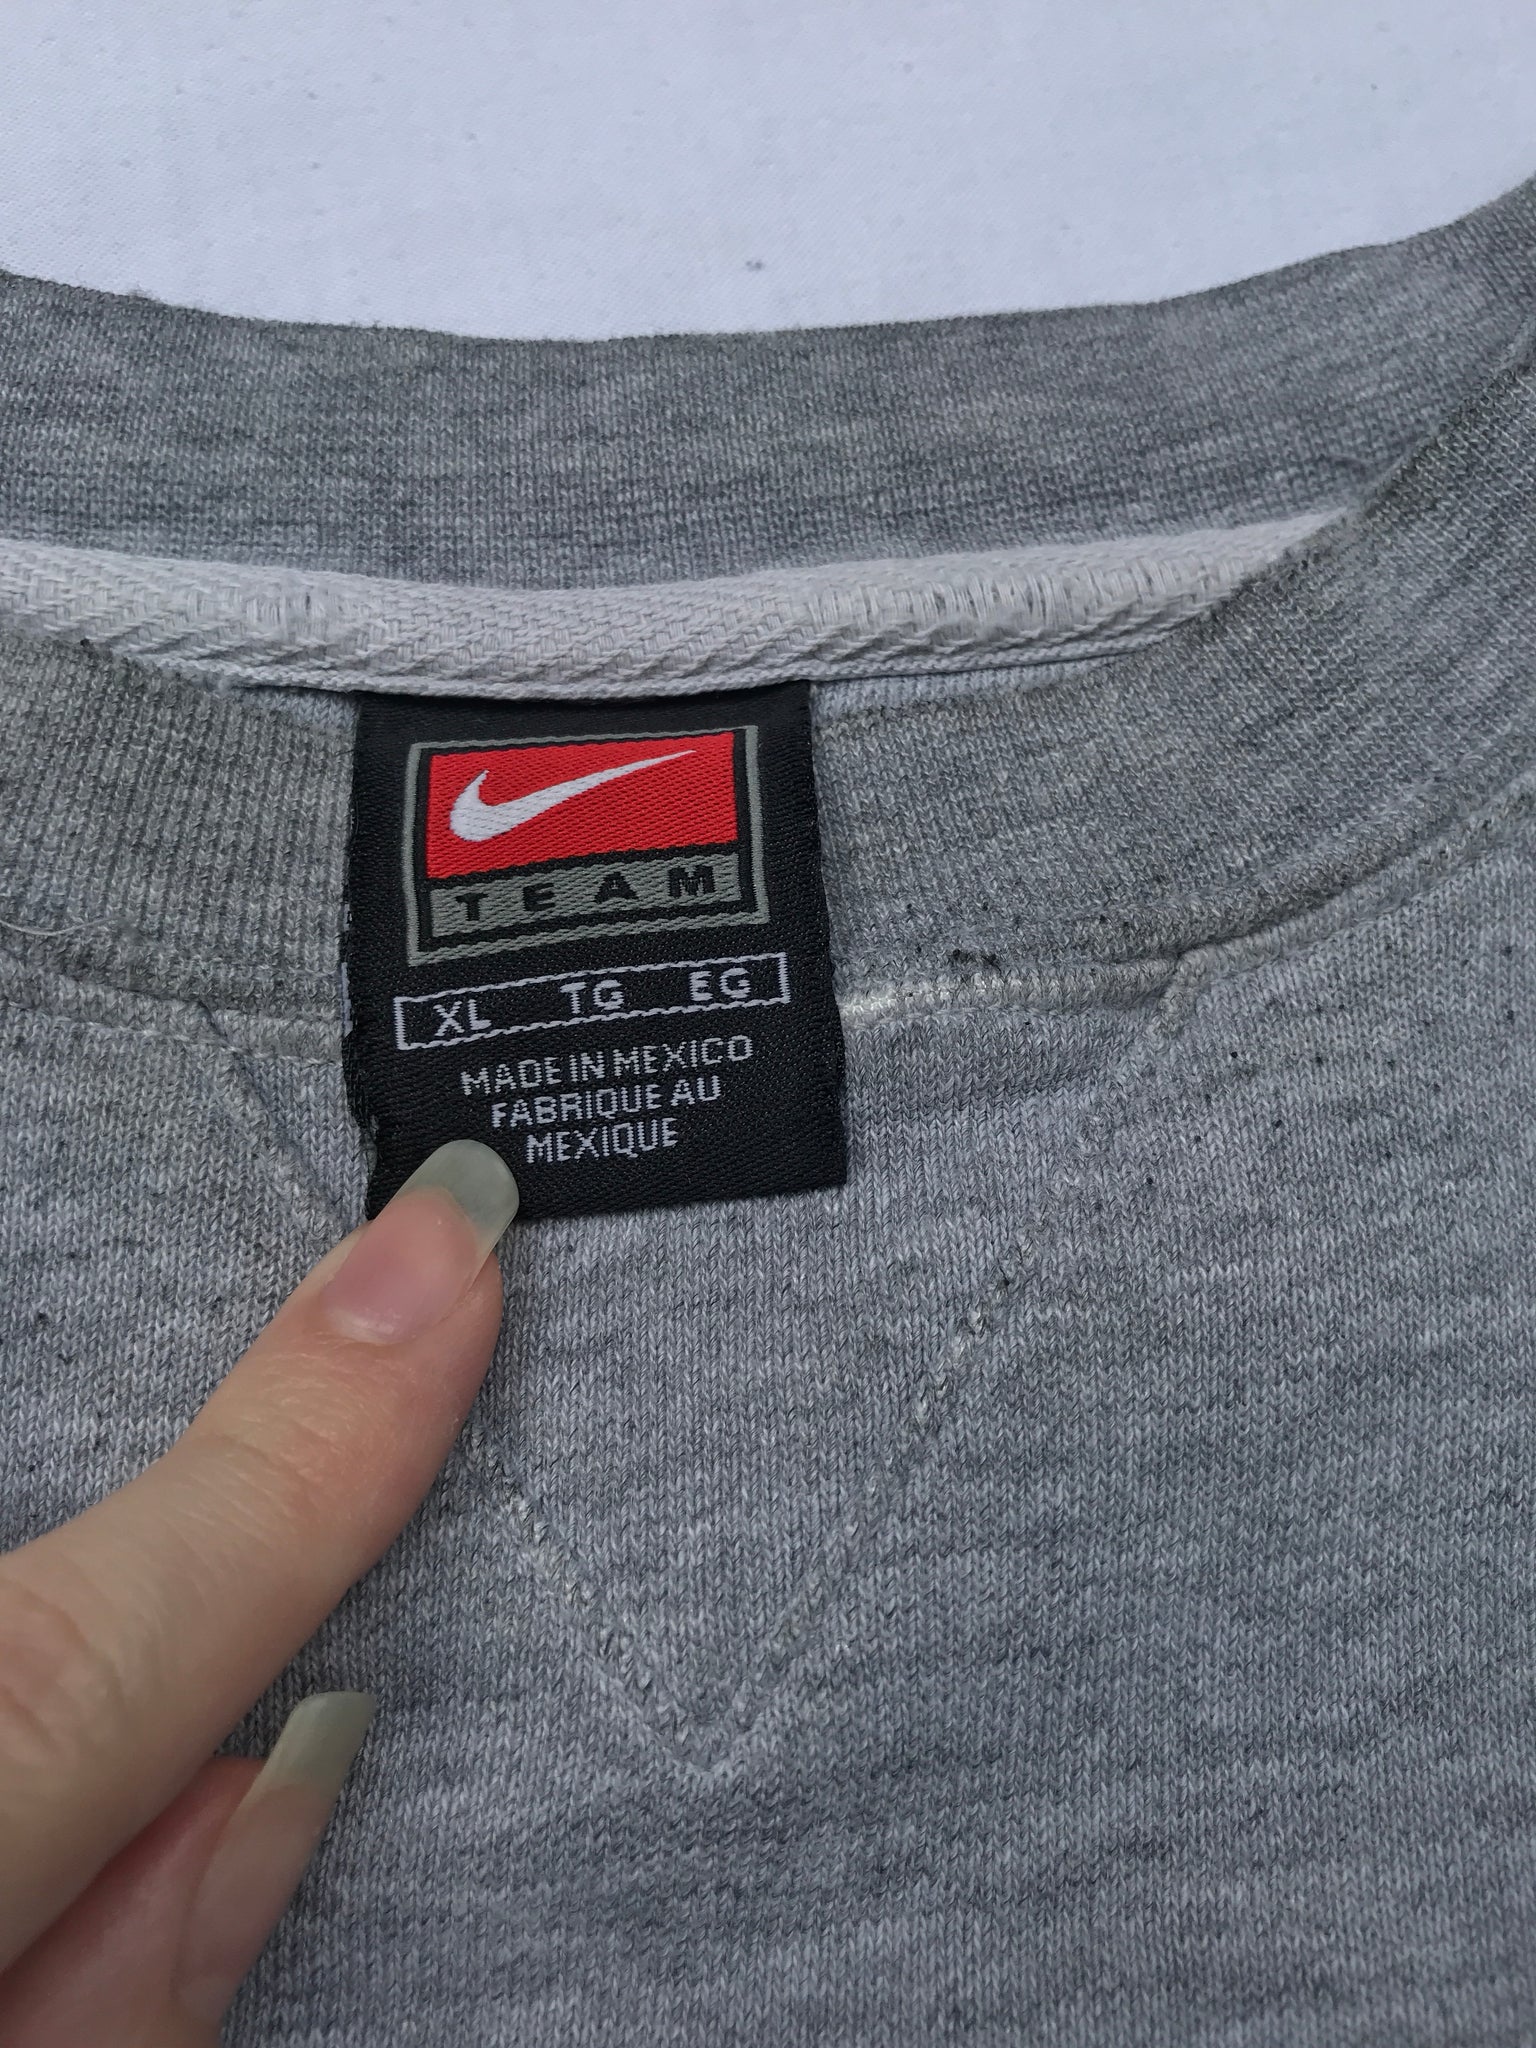 TEAM
XL TG EG
MADE IN MEXICO
FABRIQUE AU
MEXIQUE